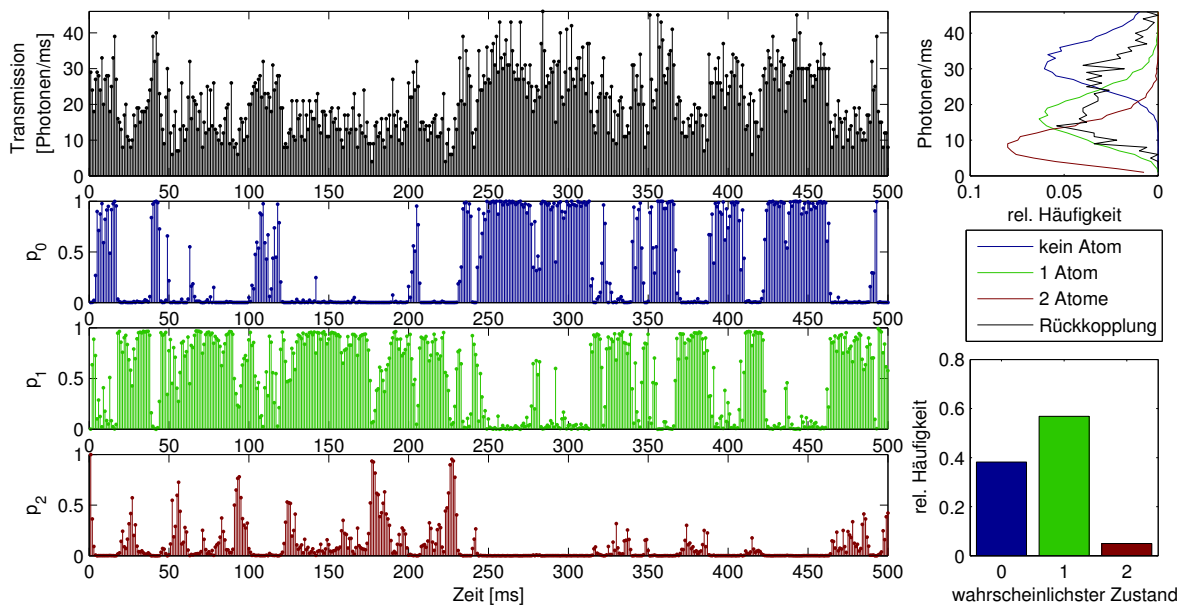 Transmission
[Photonen/ms]
40
30
20
10
0
0 50 100 150 200 250 300 350 400 450 500
p0
1
0.5
0
0 50 100 150 200 250 300 350 400 450 500
p1
1
0.5
0
0 50 100 150 200 250 300 350 400 450 500
p2
1
0.5
0
0 50 100 150 200 250 300 350 400 450 500
Zeit [ms]
Photonen/ms
40
30
20
10
0
0.1 0.05 0
rel. Häufigkeit
kein Atom
1 Atom
2 Atome
Rückkopplung
rel. Häufigkeit
0.8
0.6
0.4
0.2
0
0 1 2
wahrscheinlichster Zustand